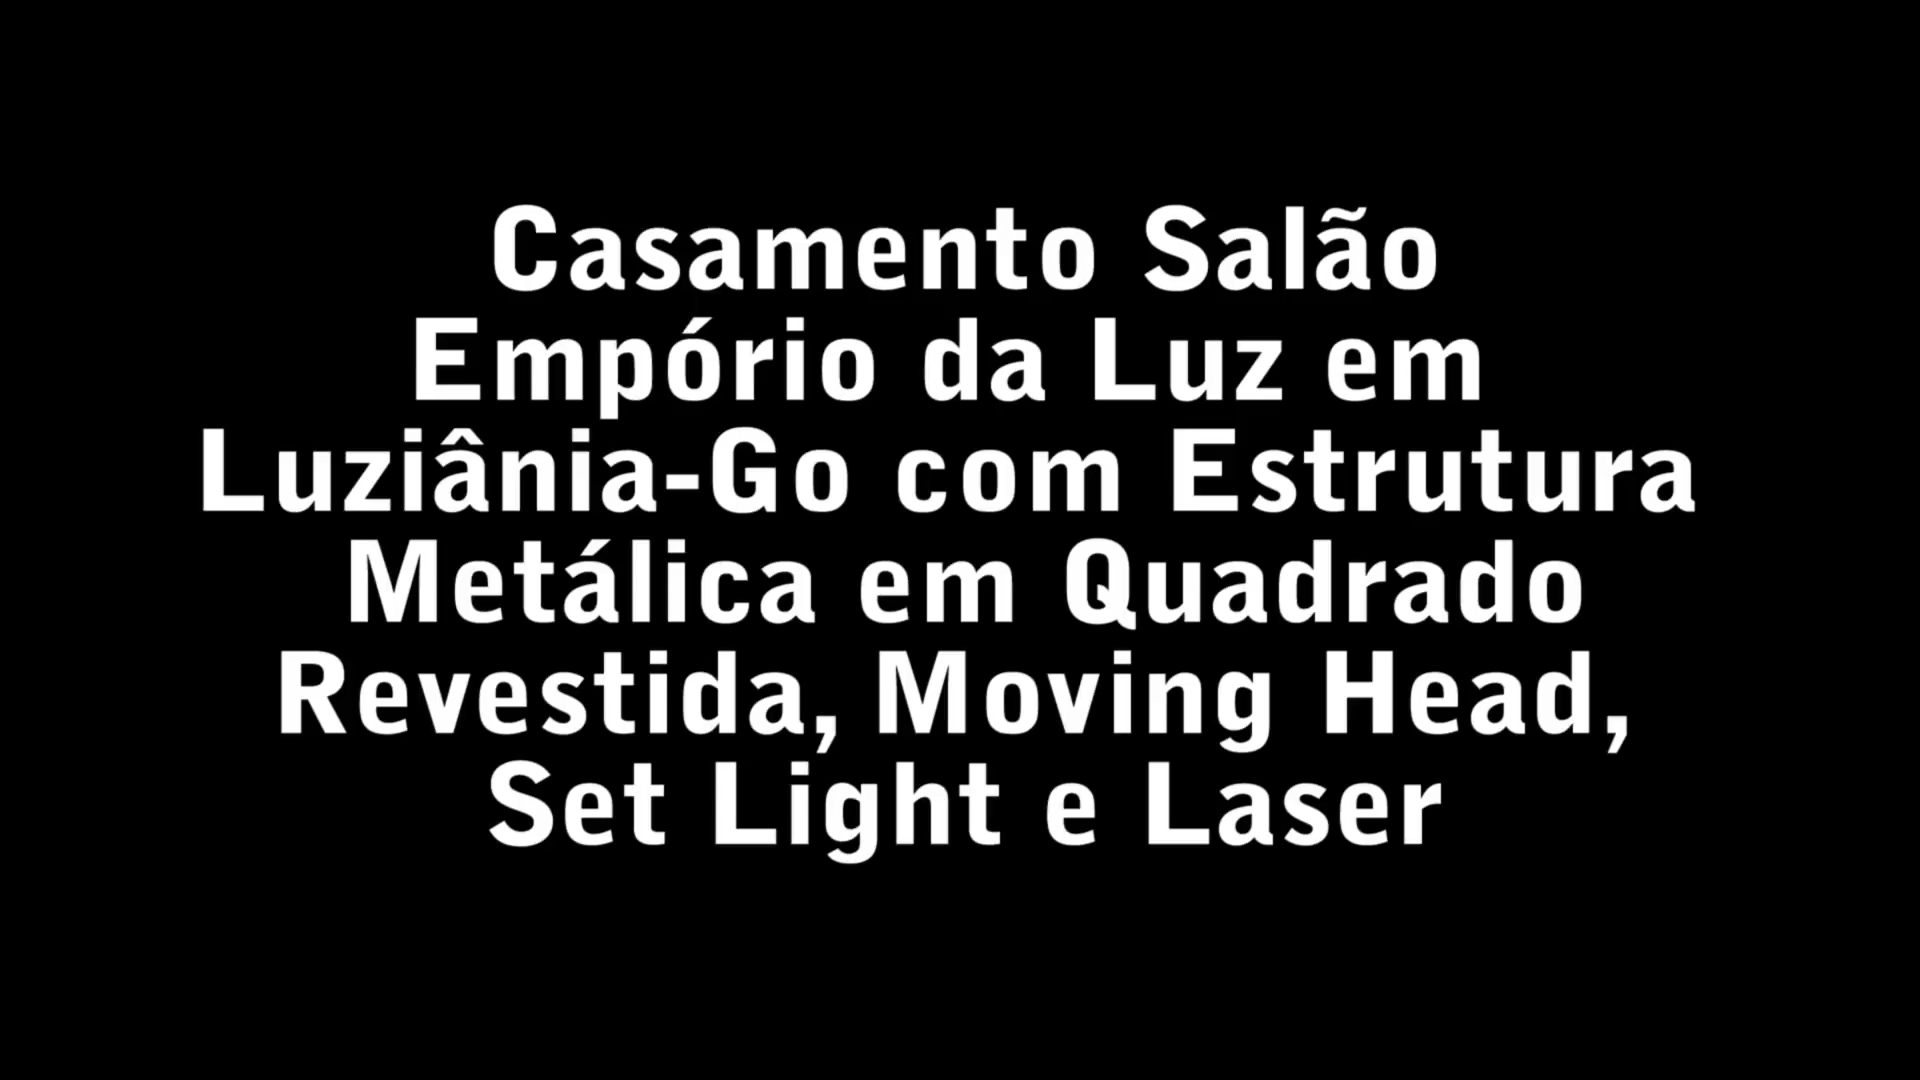 Casamento Salão
Empório da Luz em
Luziânia-Go com Estrutura
Metálica em Quadrado
Revestida, Moving Head,
Set Light e Laser